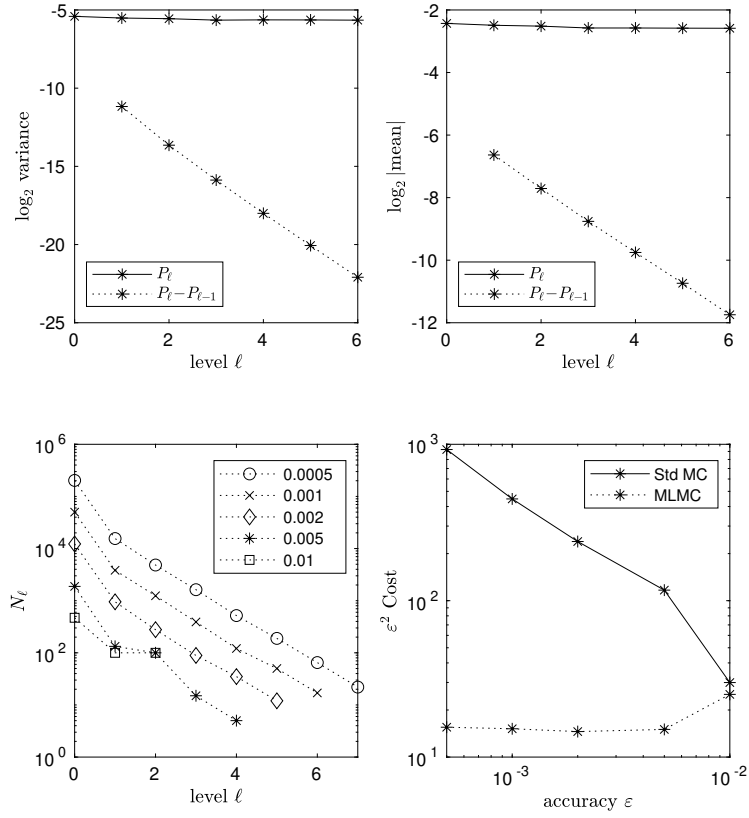 -5
-10
-15
-20
-25
log₂ variance
P_ℓ
P_ℓ−P_ℓ₋₁
0 2 4 6
level ℓ
-2
-4
-6
-8
-10
-12
log₂ |mean|
P_ℓ
P_ℓ−P_ℓ₋₁
0 2 4 6
level ℓ
10⁶
10⁴
10²
10⁰
N_ℓ
0.0005
0.001
0.002
0.005
0.01
0 2 4 6
level ℓ
10³
10²
10¹
ε² Cost
Std MC
MLMC
10⁻³ 10⁻²
accuracy ε